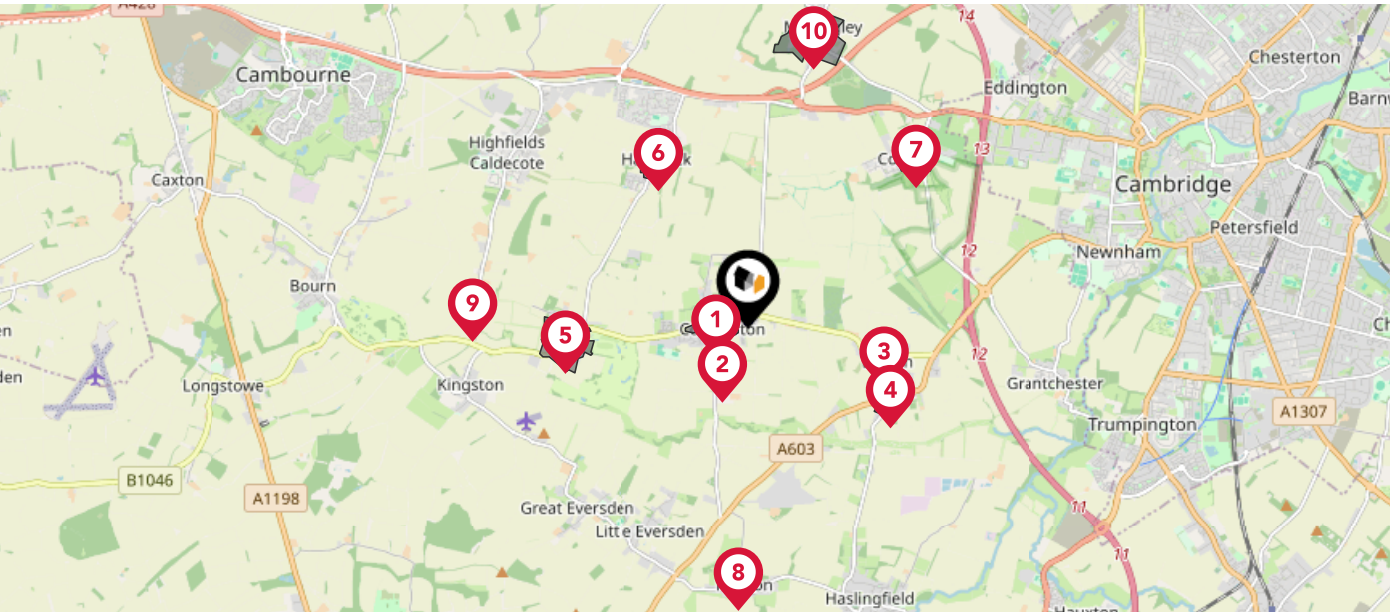 A428
14
10
Chesterton
Cambourne
Eddington
Barnw
Highfields
Caldecote
6
7
13
Caxton
Cambridge
Petersfield
12
Newnham
Bourn
9
1
5
3
2
12
4
Longstowe
Kingston
Grantchester
A1307
Trumpington
A603
B1046
A1198
Great Eversden
Little Eversden
11
11
8
Haslingfield
Hauxton